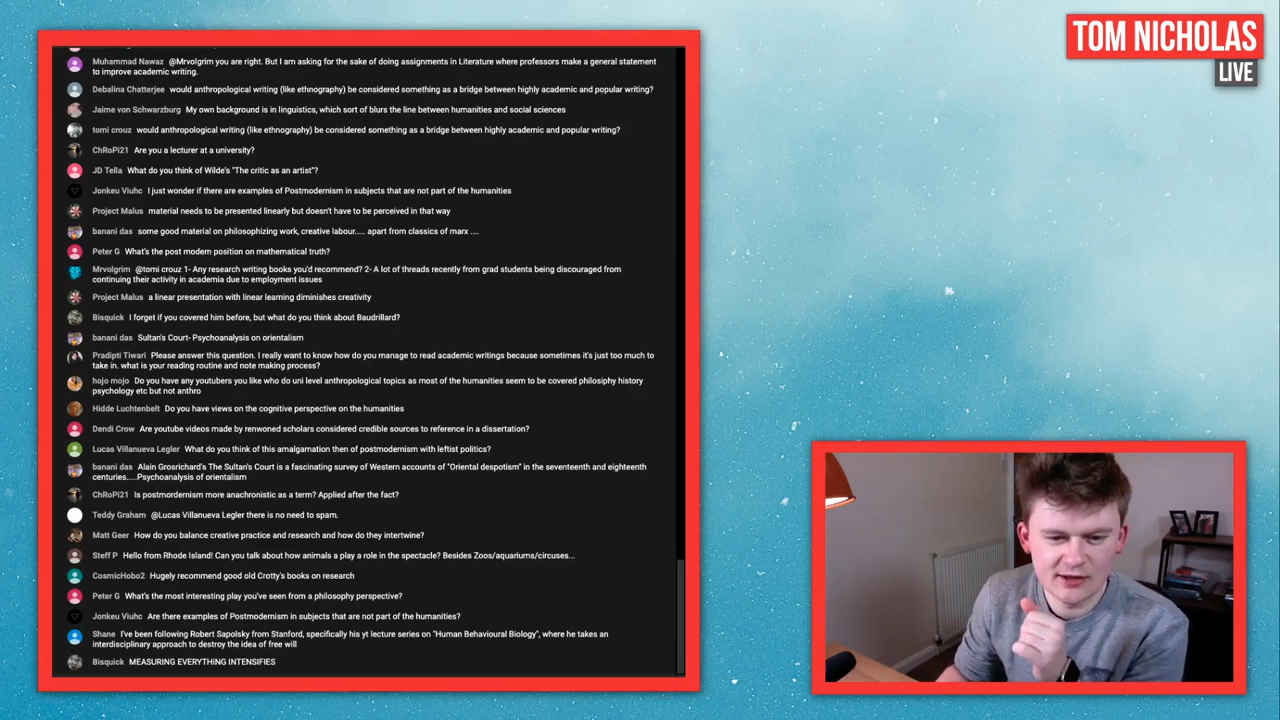 TOM NICHOLAS
LIVE
Muhammad Nawaz @Mrvolgrim you are right. But I am asking for the sake of doing assignments in Literature where professors make a general statement
to improve academic writing.
Debalina Chatterjee would anthropological writing (like ethnography) be considered something as a bridge between highly academic and popular writing?
Jaime von Schwarzburg My own background is in linguistics, which sort of blurs the line between humanities and social sciences
tomi crouz would anthropological writing (like ethnography) be considered something as a bridge between highly academic and popular writing?
ChRoPi21 Are you a lecturer at a university?
JD Tella What do you think of Wilde's "The critic as an artist"?
Jonkeu Viuhc I just wonder if there are examples of Postmodernism in subjects that are not part of the humanities
Project Malus material needs to be presented linearly but doesn't have to be perceived in that way
banani das some good material on philosophizing work, creative labour..... apart from classics of marx ....
Peter G What's the post modern position on mathematical truth?
Mrvolgrim @tomi crouz 1- Any research writing books you'd recommend? 2- A lot of threads recently from grad students being discouraged from
continuing their activity in academia due to employment issues
Project Malus a linear presentation with linear learning diminishes creativity
Bisquick I forget if you covered him before, but what do you think about Baudrillard?
banani das Sultan's Court- Psychoanalysis on orientalism
Pradipti Tiwari Please answer this question. I really want to know how do you manage to read academic writings because sometimes it's just too much to
take in. what is your reading routine and note making process?
hojo mojo Do you have any youtubers you like who do uni level anthropological topics as most of the humanities seem to be covered philosiphy history
psychology etc but not anthro
Hidde Luchtenbelt Do you have views on the cognitive perspective on the humanities
Dendi Crow Are youtube videos made by renwoned scholars considered credible sources to reference in a dissertation?
Lucas Villanueva Legler What do you think of this amalgamation then of postmodernism with leftist politics?
banani das Alain Grosrichard's The Sultan's Court is a fascinating survey of Western accounts of "Oriental despotism" in the seventeenth and eighteenth
centuries.....Psychoanalysis of orientalism
ChRoPi21 Is postmordernism more anachronistic as a term? Applied after the fact?
Teddy Graham @Lucas Villanueva Legler there is no need to spam.
Matt Geer How do you balance creative practice and research and how do they intertwine?
Steff P Hello from Rhode Island! Can you talk about how animals a play a role in the spectacle? Besides Zoos/aquariums/circuses...
CosmicHobo2 Hugely recommend good old Crotty's books on research
Peter G What's the most interesting play you've seen from a philosophy perspective?
Jonkeu Viuhc Are there examples of Postmodernism in subjects that are not part of the humanities?
Shane I've been following Robert Sapolsky from Stanford, specifically his yt lecture series on "Human Behavioural Biology", where he takes an
interdisciplinary approach to destroy the idea of free will
Bisquick MEASURING EVERYTHING INTENSIFIES